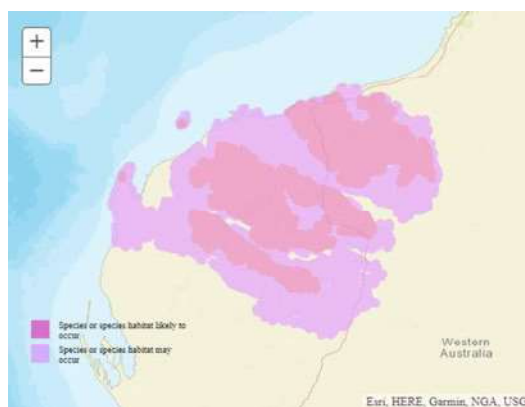 +
−
Species or species habitat likely to
occur
Species or species habitat may
occur
Western
Australia
Esri, HERE, Garmin, NGA, USG